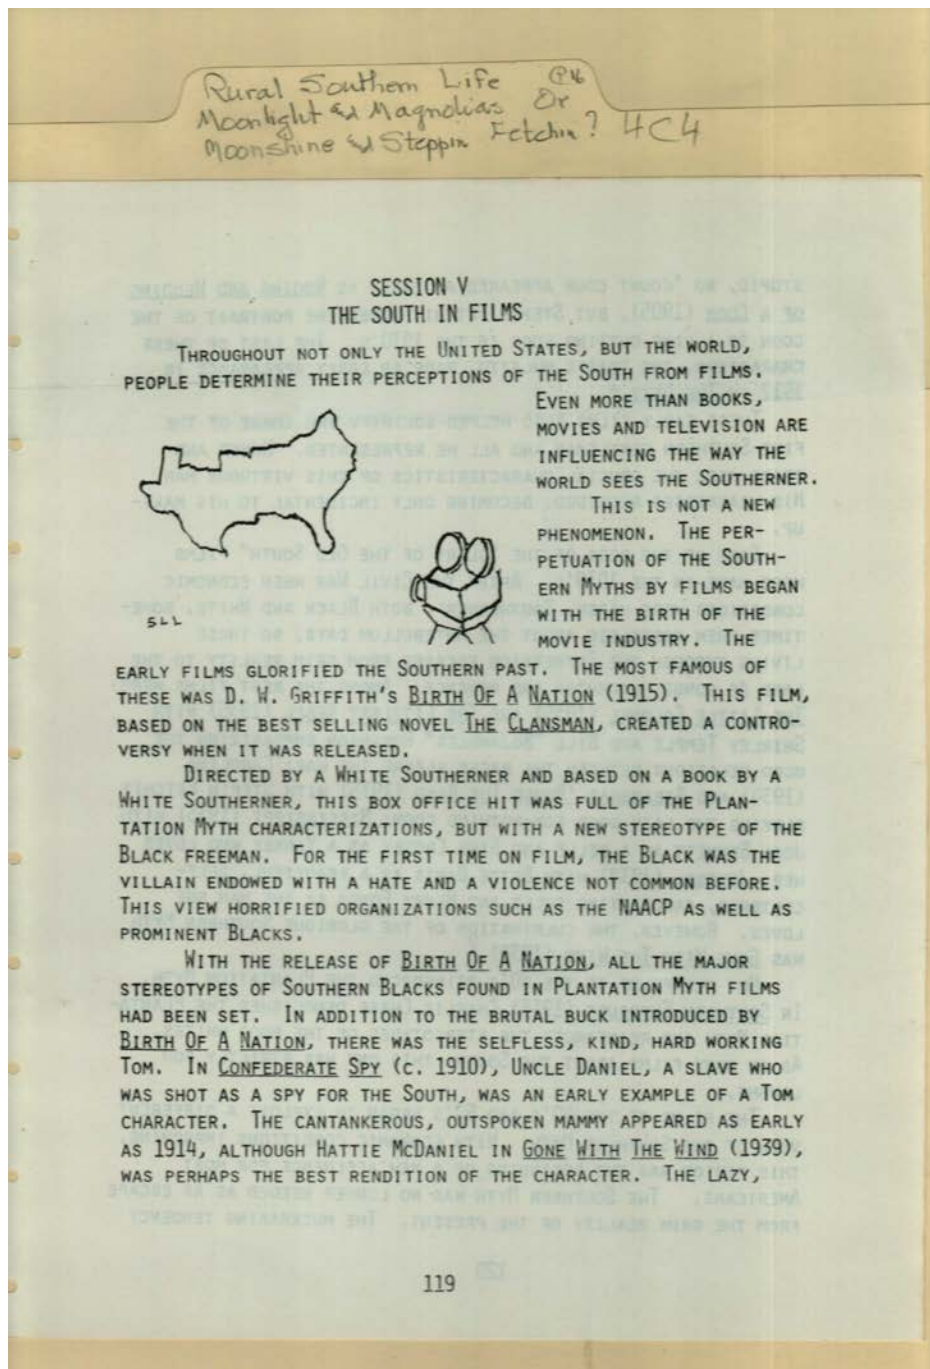 Rural Southern Life
Moonlight & Magnolias Or
Moonshine & Steppin Fetchin? 4C4
SESSION V
THE SOUTH IN FILMS
THROUGHOUT NOT ONLY THE UNITED STATES, BUT THE WORLD,
PEOPLE DETERMINE THEIR PERCEPTIONS OF THE SOUTH FROM FILMS.
EVEN MORE THAN BOOKS,
MOVIES AND TELEVISION ARE
INFLUENCING THE WAY THE
WORLD SEES THE SOUTHERNER.
THIS IS NOT A NEW
PHENOMENON. THE PER-
PETUATION OF THE SOUTH-
ERN MYTHS BY FILMS BEGAN
WITH THE BIRTH OF THE
MOVIE INDUSTRY. THE
SLL
EARLY FILMS GLORIFIED THE SOUTHERN PAST. THE MOST FAMOUS OF
THESE WAS D. W. GRIFFITH'S BIRTH OF A NATION (1915). THIS FILM,
BASED ON THE BEST SELLING NOVEL THE CLANSMAN, CREATED A CONTRO-
VERSY WHEN IT WAS RELEASED.
DIRECTED BY A WHITE SOUTHERNER AND BASED ON A BOOK BY A
WHITE SOUTHERNER, THIS BOX OFFICE HIT WAS FULL OF THE PLAN-
TATION MYTH CHARACTERIZATIONS, BUT WITH A NEW STEREOTYPE OF THE
BLACK FREEMAN. FOR THE FIRST TIME ON FILM, THE BLACK WAS THE
VILLAIN ENDOWED WITH A HATE AND A VIOLENCE NOT COMMON BEFORE.
THIS VIEW HORRIFIED ORGANIZATIONS SUCH AS THE NAACP AS WELL AS
PROMINENT BLACKS.
WITH THE RELEASE OF BIRTH OF A NATION, ALL THE MAJOR
STEREOTYPES OF SOUTHERN BLACKS FOUND IN PLANTATION MYTH FILMS
HAD BEEN SET. IN ADDITION TO THE BRUTAL BUCK INTRODUCED BY
BIRTH OF A NATION, THERE WAS THE SELFLESS, KIND, HARD WORKING
TOM. IN CONFEDERATE SPY (C. 1910), UNCLE DANIEL, A SLAVE WHO
WAS SHOT AS A SPY FOR THE SOUTH, WAS AN EARLY EXAMPLE OF A TOM
CHARACTER. THE CANTANKEROUS, OUTSPOKEN MAMMY APPEARED AS EARLY
AS 1914, ALTHOUGH HATTIE MCDANIEL IN GONE WITH THE WIND (1939),
WAS PERHAPS THE BEST RENDITION OF THE CHARACTER. THE LAZY,
119